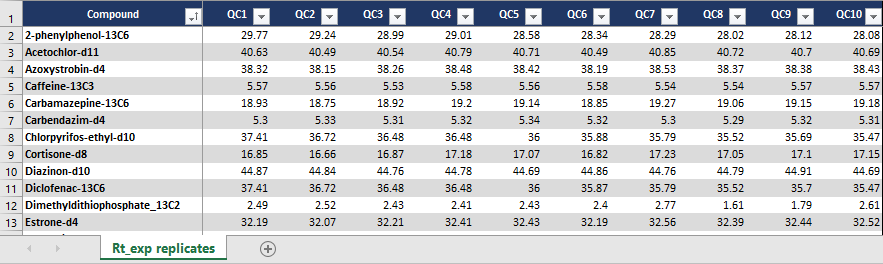 1 Compound QC1 QC2 QC3 QC4 QC5 QC6 QC7 QC8 QC9 QC10
2 2-phenylphenol-13C6 29.77 29.24 28.99 29.01 28.58 28.34 28.29 28.02 28.12 28.08
3 Acetochlor-d11 40.63 40.49 40.54 40.79 40.71 40.49 40.85 40.72 40.7 40.69
4 Azoxystrobin-d4 38.32 38.15 38.26 38.48 38.42 38.19 38.53 38.37 38.38 38.43
5 Caffeine-13C3 5.57 5.56 5.53 5.58 5.56 5.58 5.54 5.54 5.57 5.57
6 Carbamazepine-13C6 18.93 18.75 18.92 19.2 19.14 18.85 19.27 19.06 19.15 19.18
7 Carbendazim-d4 5.3 5.33 5.31 5.32 5.34 5.32 5.3 5.29 5.32 5.31
8 Chlorpyrifos-ethyl-d10 37.41 36.72 36.48 36.48 36 35.88 35.79 35.52 35.69 35.47
9 Cortisone-d8 16.85 16.66 16.87 17.18 17.07 16.82 17.23 17.05 17.1 17.15
10 Diazinon-d10 44.87 44.84 44.76 44.78 44.69 44.86 44.76 44.79 44.91 44.69
11 Diclofenac-13C6 37.41 36.72 36.48 36.48 36 35.87 35.79 35.52 35.7 35.47
12 Dimethyldithiophosphate_13C2 2.49 2.52 2.43 2.41 2.43 2.4 2.77 1.61 1.79 2.61
13 Estrone-d4 32.19 32.07 32.21 32.41 32.43 32.19 32.56 32.39 32.44 32.52
Rt_exp replicates